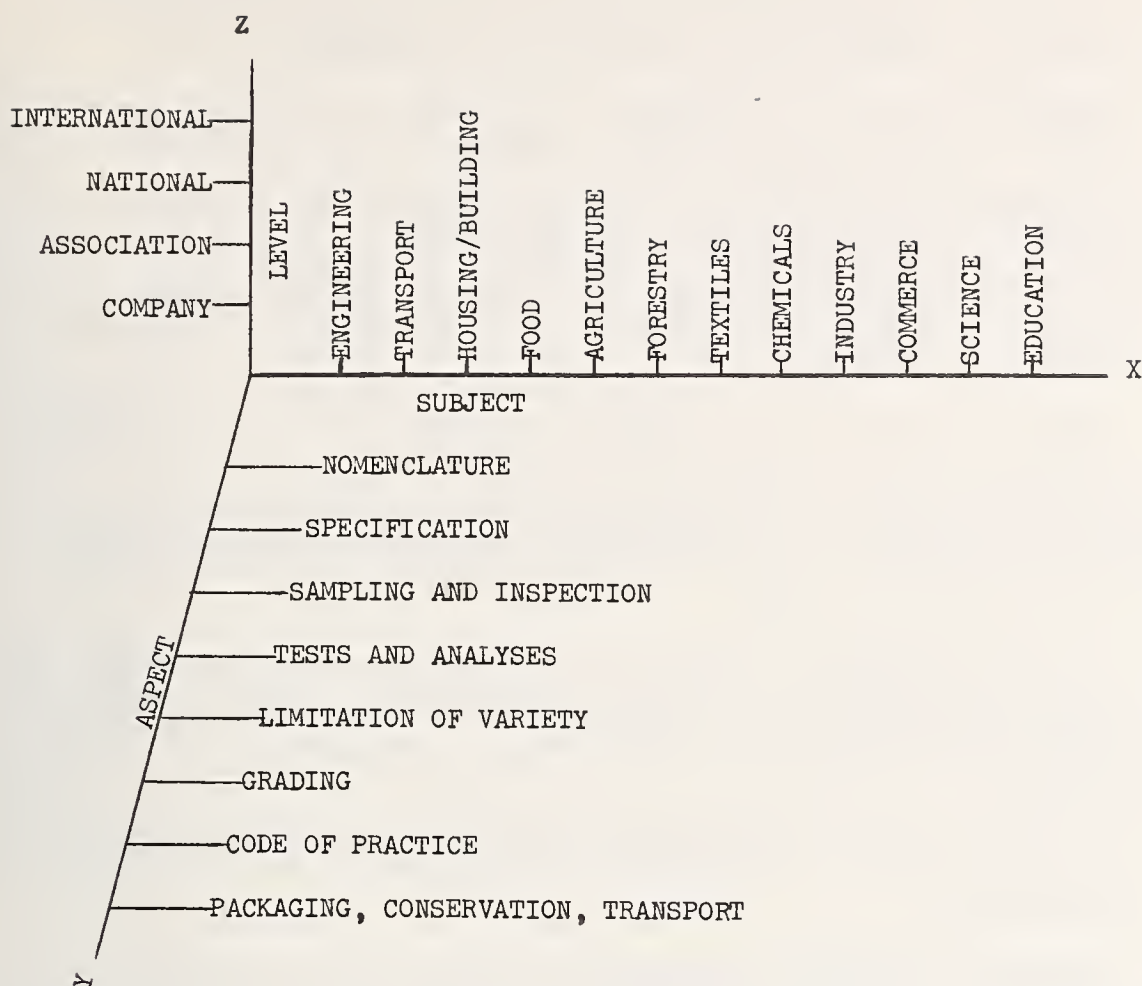 Z
INTERNATIONAL
NATIONAL
ASSOCIATION
COMPANY
LEVEL
ENGINEERING
TRANSPORT
HOUSING/BUILDING
FOOD
AGRICULTURE
FORESTRY
TEXTILES
CHEMICALS
INDUSTRY
COMMERCE
SCIENCE
EDUCATION
X
SUBJECT
NOMENCLATURE
SPECIFICATION
SAMPLING AND INSPECTION
TESTS AND ANALYSES
ASPECT
LIMITATION OF VARIETY
GRADING
CODE OF PRACTICE
PACKAGING, CONSERVATION, TRANSPORT
Y